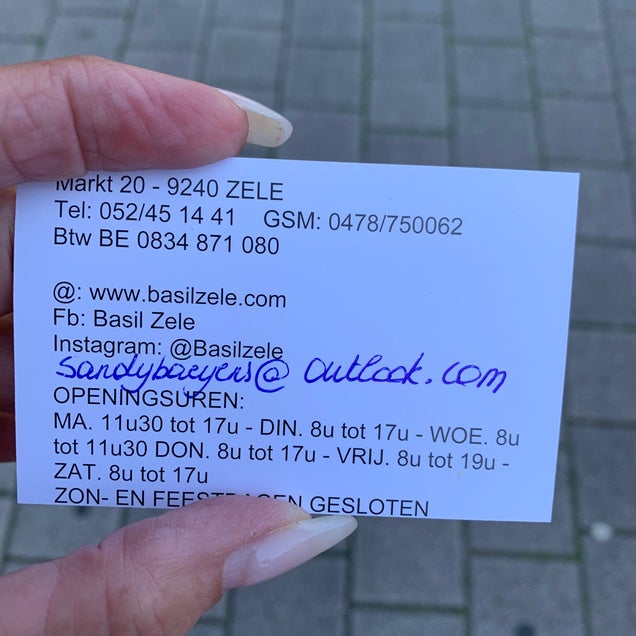 Markt 20 - 9240 ZELE
Tel: 052/45 14 41 GSM: 0478/750062
Btw BE 0834 871 080
@: www.basilzele.com
Fb: Basil Zele
Instagram: @Basilzele
sandybaeyens@outlook.com
OPENINGSUREN:
MA. 11u30 tot 17u - DIN. 8u tot 17u - WOE. 8u
tot 11u30 DON. 8u tot 17u - VRIJ. 8u tot 19u -
ZAT. 8u tot 17u
ZON- EN FEESTDAGEN GESLOTEN